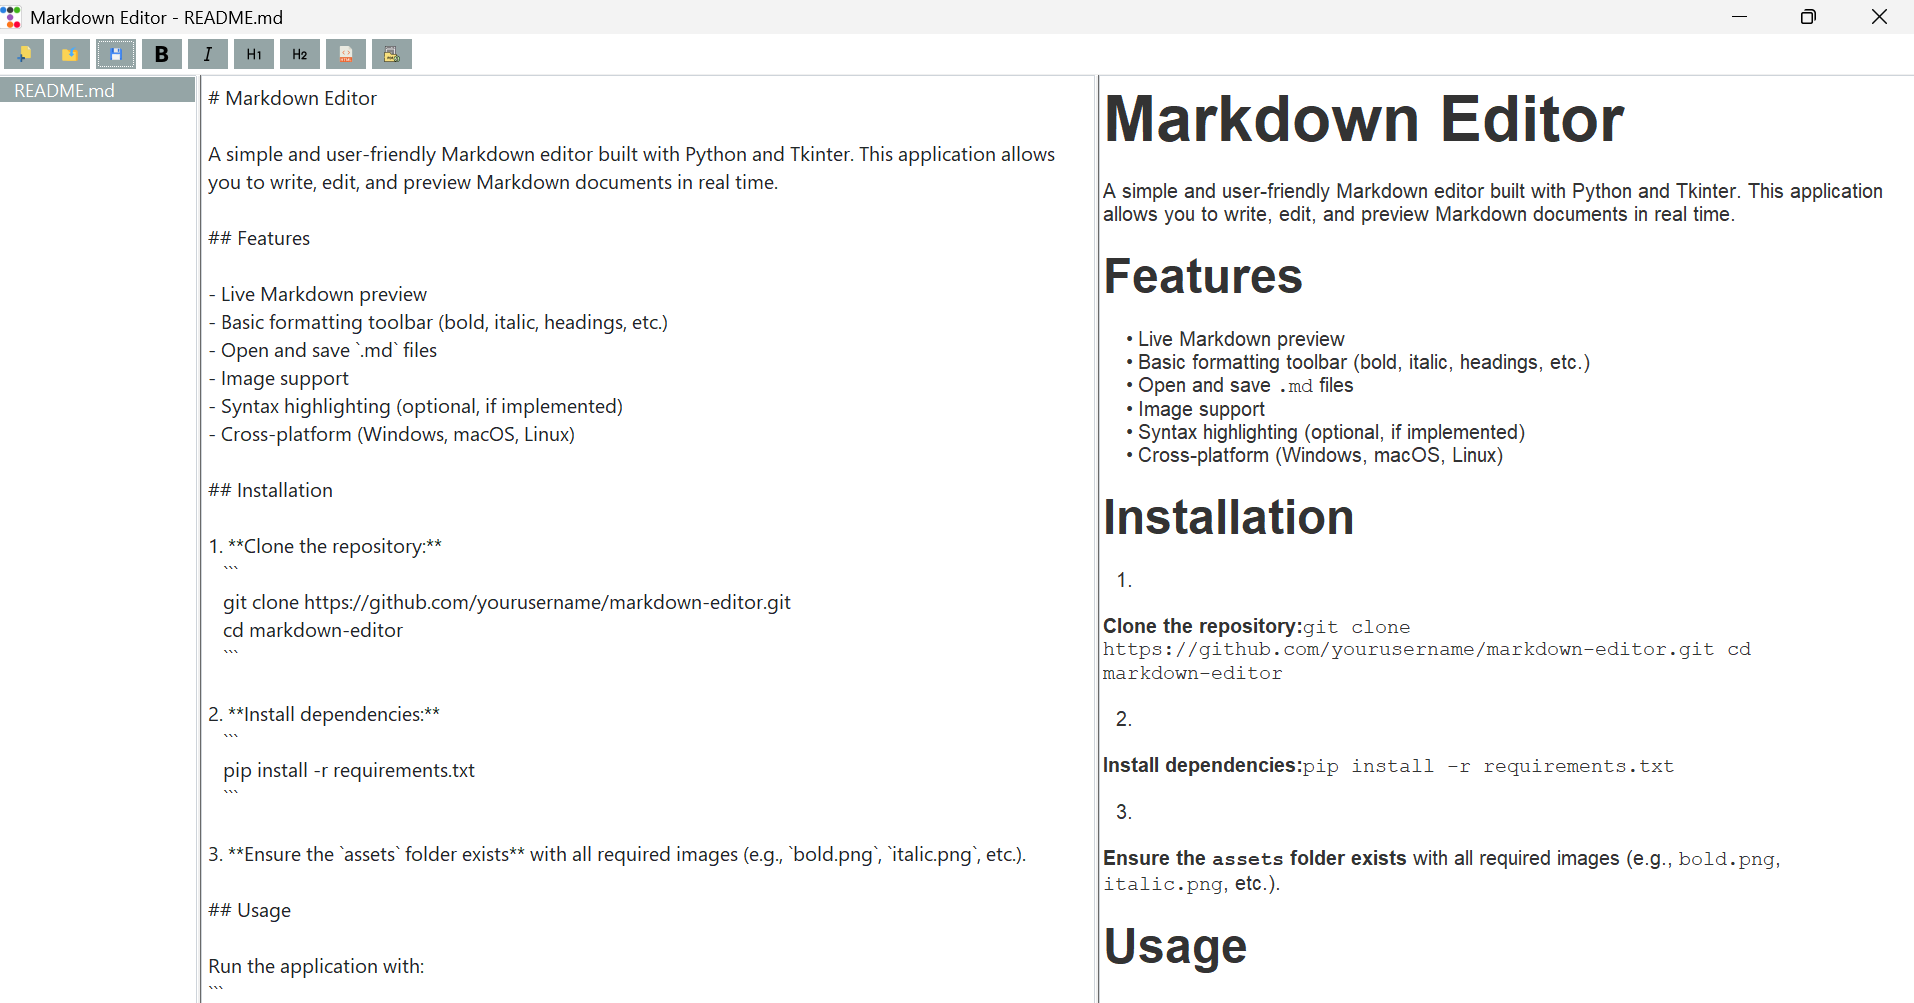 Markdown Editor - README.md
B I H1 H2
README.md
# Markdown Editor
A simple and user-friendly Markdown editor built with Python and Tkinter. This application allows
you to write, edit, and preview Markdown documents in real time.
## Features
- Live Markdown preview
- Basic formatting toolbar (bold, italic, headings, etc.)
- Open and save `.md` files
- Image support
- Syntax highlighting (optional, if implemented)
- Cross-platform (Windows, macOS, Linux)
## Installation
1. **Clone the repository:**
```
git clone https://github.com/yourusername/markdown-editor.git
cd markdown-editor
```
2. **Install dependencies:**
```
pip install -r requirements.txt
```
3. **Ensure the `assets` folder exists** with all required images (e.g., `bold.png`, `italic.png`, etc.).
## Usage
Run the application with:
```
Markdown Editor
A simple and user-friendly Markdown editor built with Python and Tkinter. This application
allows you to write, edit, and preview Markdown documents in real time.
Features
• Live Markdown preview
• Basic formatting toolbar (bold, italic, headings, etc.)
• Open and save .md files
• Image support
• Syntax highlighting (optional, if implemented)
• Cross-platform (Windows, macOS, Linux)
Installation
1.
Clone the repository:git clone
https://github.com/yourusername/markdown-editor.git cd
markdown-editor
2.
Install dependencies:pip install -r requirements.txt
3.
Ensure the assets folder exists with all required images (e.g., bold.png,
italic.png, etc.).
Usage